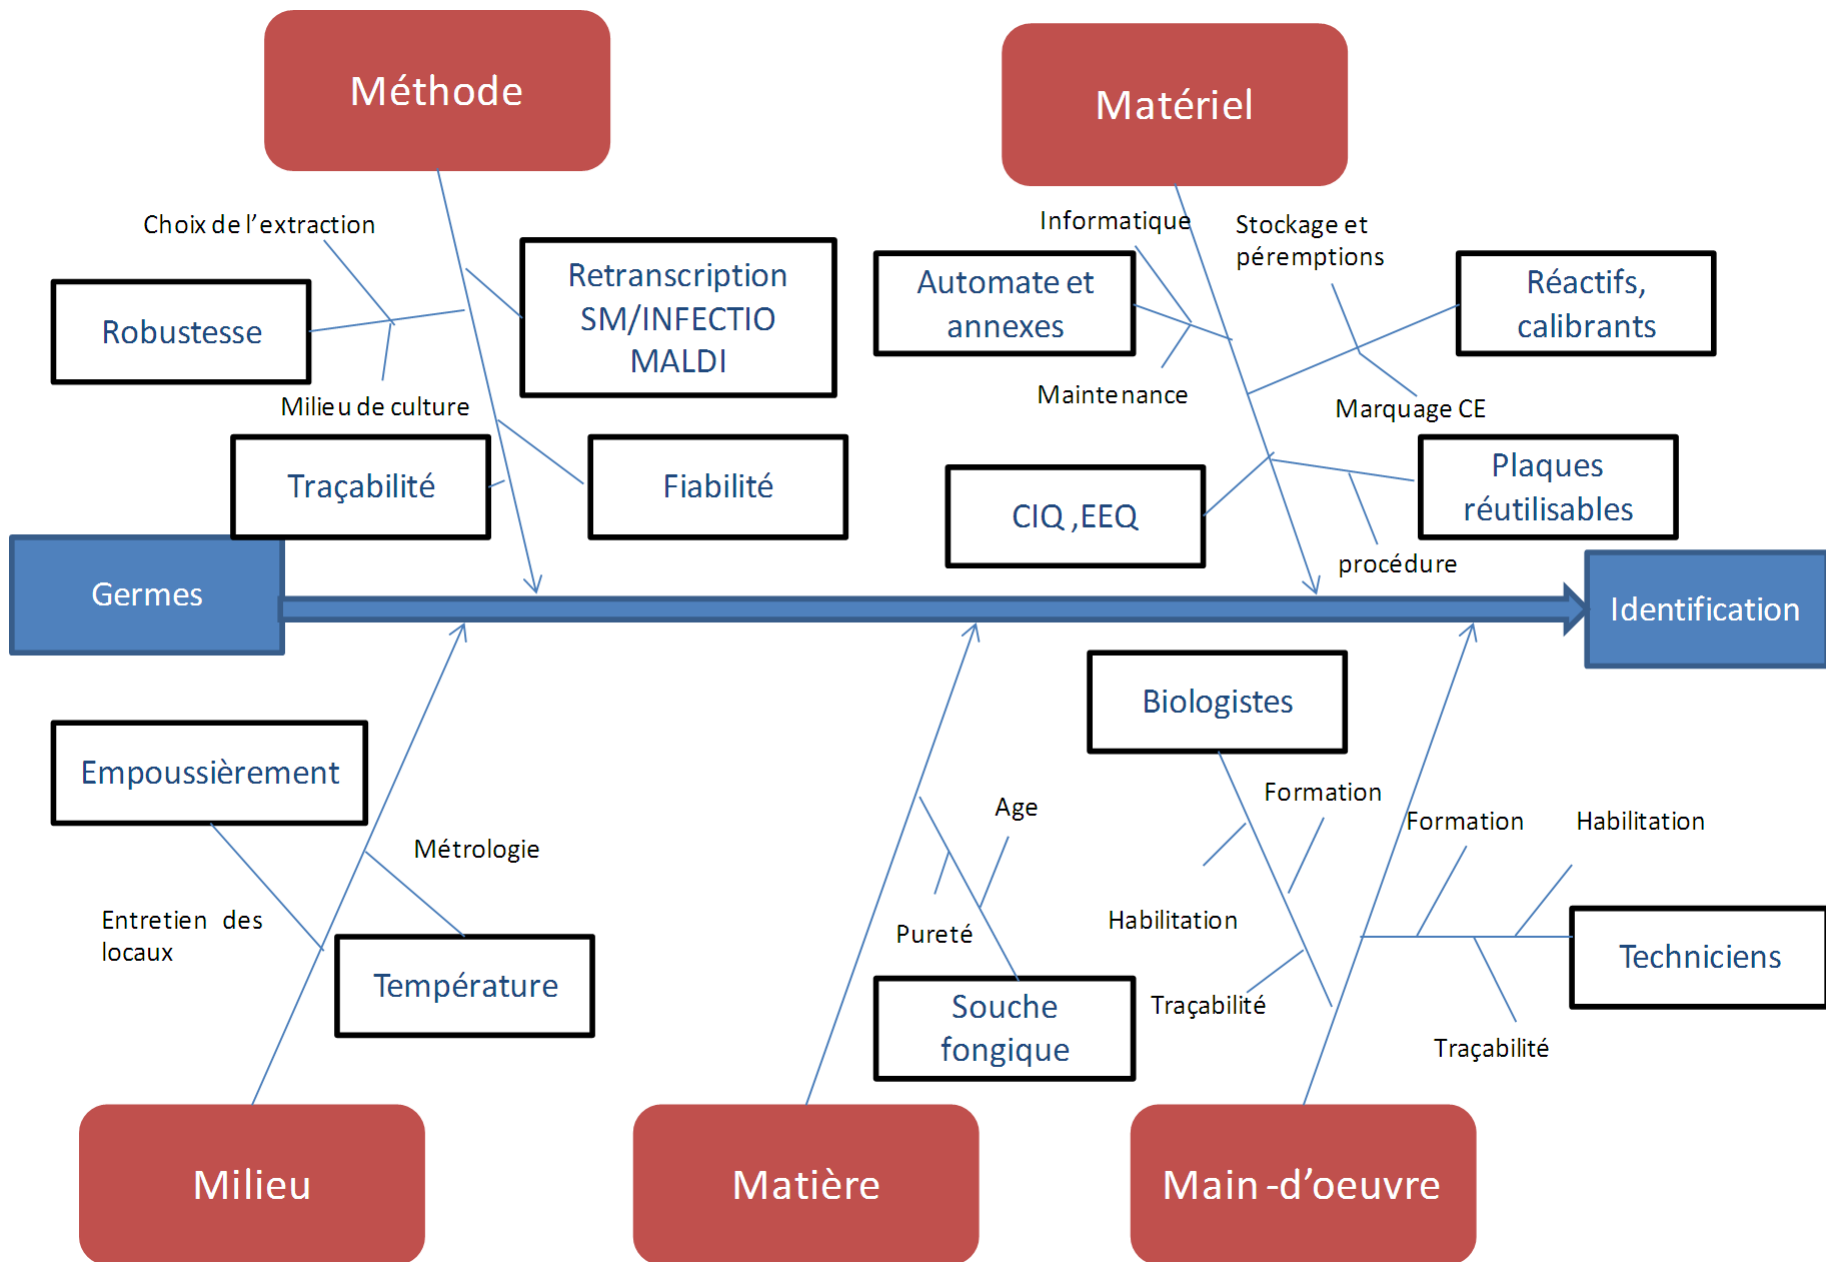 Méthode
Matériel
Choix de l'extraction
Robustesse
Milieu de culture
Retranscription
SM/INFECTIO
MALDI
Traçabilité
Fiabilité
Informatique
Automate et
annexes
Maintenance
Stockage et
péremptions
Réactifs,
calibrants
Marquage CE
CIQ ,EEQ
Plaques
réutilisables
procédure
Germes
Identification
Empoussièrement
Entretien des
locaux
Métrologie
Température
Age
Pureté
Souche
fongique
Biologistes
Formation
Habilitation
Traçabilité
Formation
Habilitation
Techniciens
Traçabilité
Milieu
Matière
Main -d'oeuvre